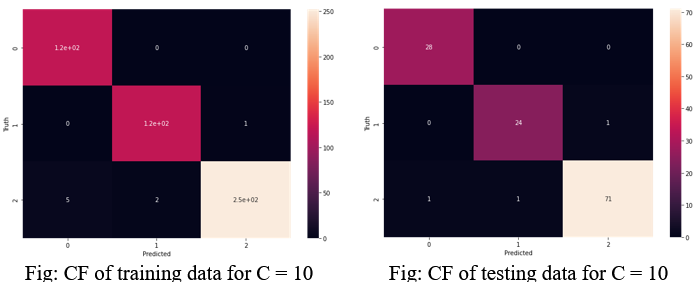 250
1.2e+02 0 0
0
200
150
Truth
0 1.2e+02 1
1
100
50
5 2 2.5e+02
2
0
0 1 2
Predicted
Fig: CF of training data for C = 10
70
28 0 0
0
60
50
40
Truth
0 24 1
1
30
20
1 1 71
2
10
0
0 1 2
Predicted
Fig: CF of testing data for C = 10